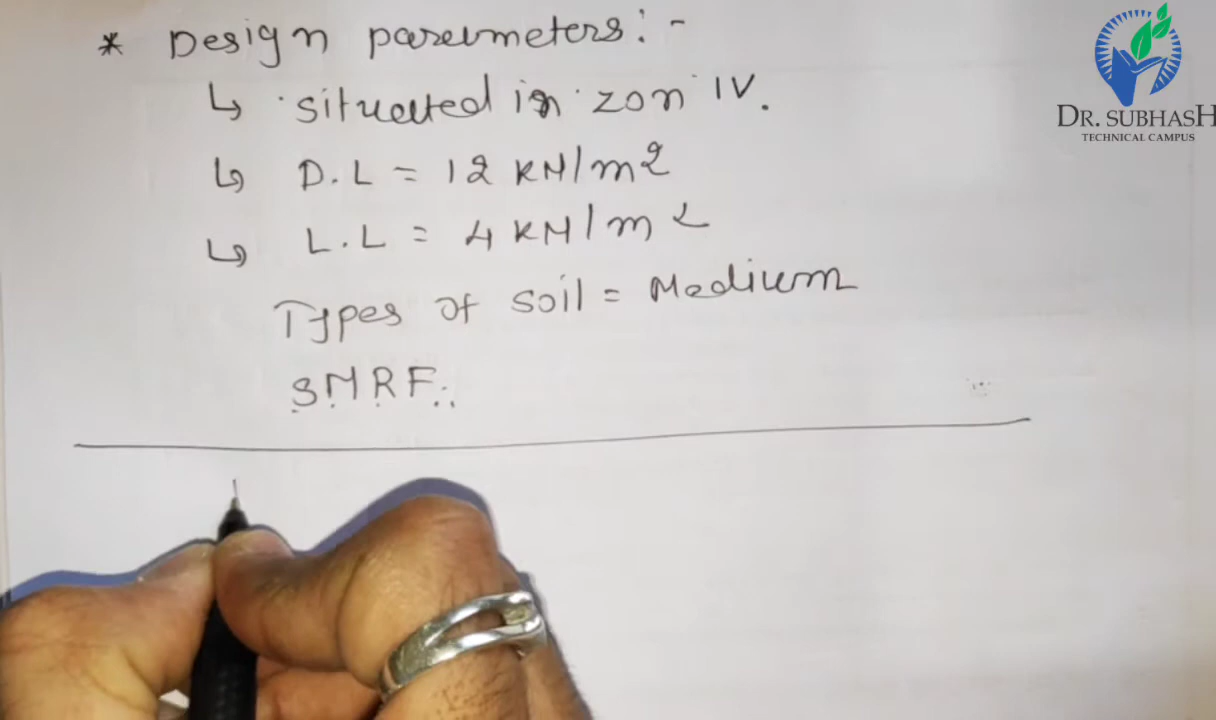 * Design parameters:-
↳ situated in zon IV.
↳ D.L = 12 KN/m2
↳ L.L = 4 KN/m2
Types of soil = Medium
SMRF.
DR. SUBHASH
TECHNICAL CAMPUS